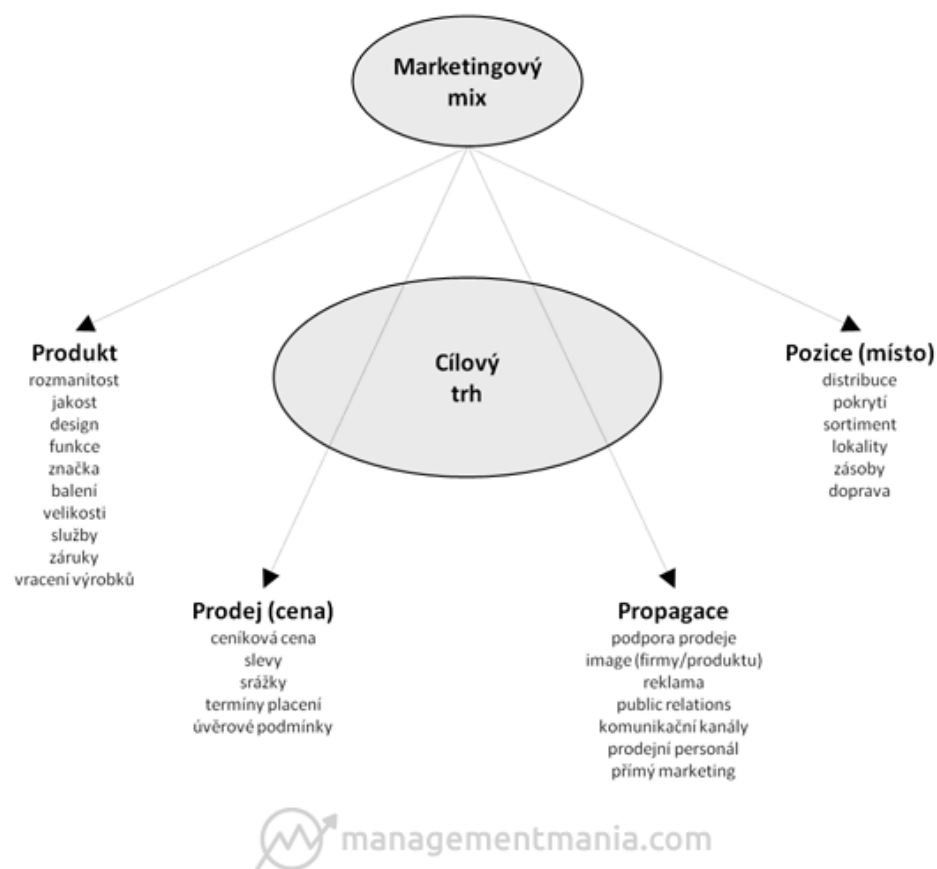 Marketingový
mix
Cílový
trh
Produkt
rozmanitost
jakost
design
funkce
značka
balení
velikosti
služby
záruky
vracení výrobků
Pozice (místo)
distribuce
pokrytí
sortiment
lokality
zásoby
doprava
Prodej (cena)
ceníková cena
slevy
srážky
termíny placení
úvěrové podmínky
Propagace
podpora prodeje
image (firmy/produktu)
reklama
public relations
komunikační kanály
prodejní personál
přímý marketing
managementmania.com